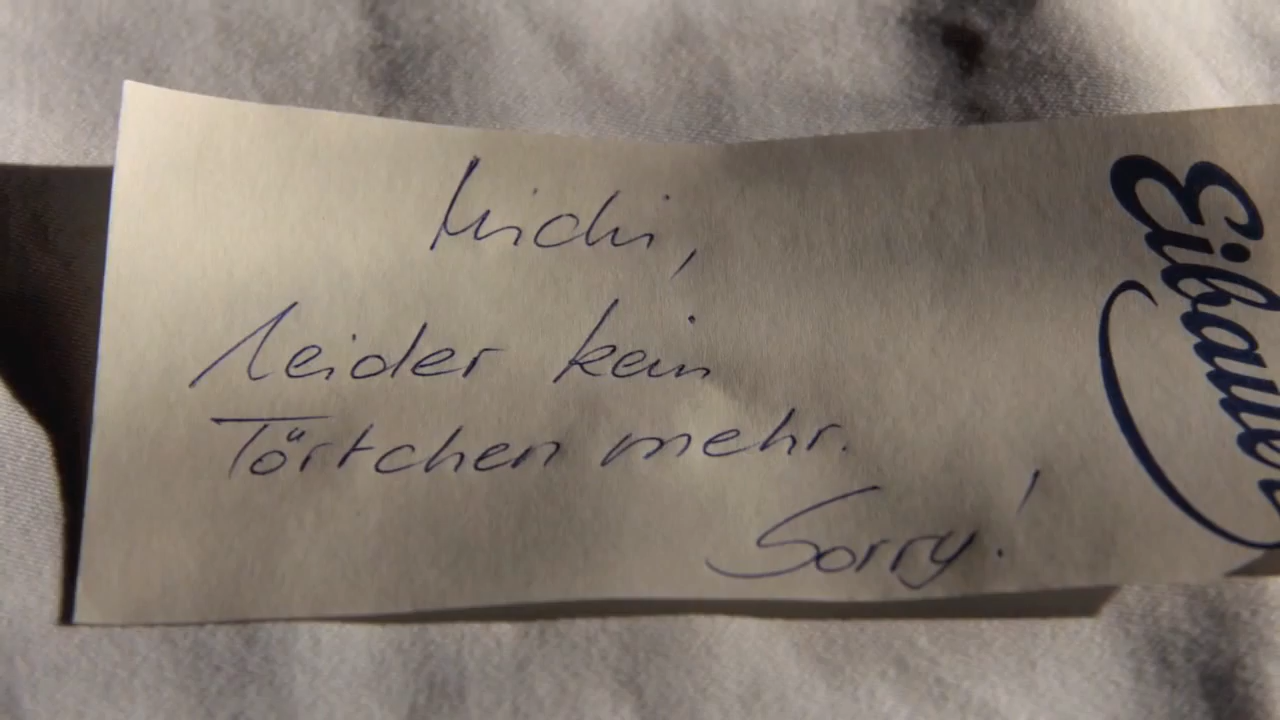 Michi,
Leider kein
Törtchen mehr.
Sorry!
Eibauer